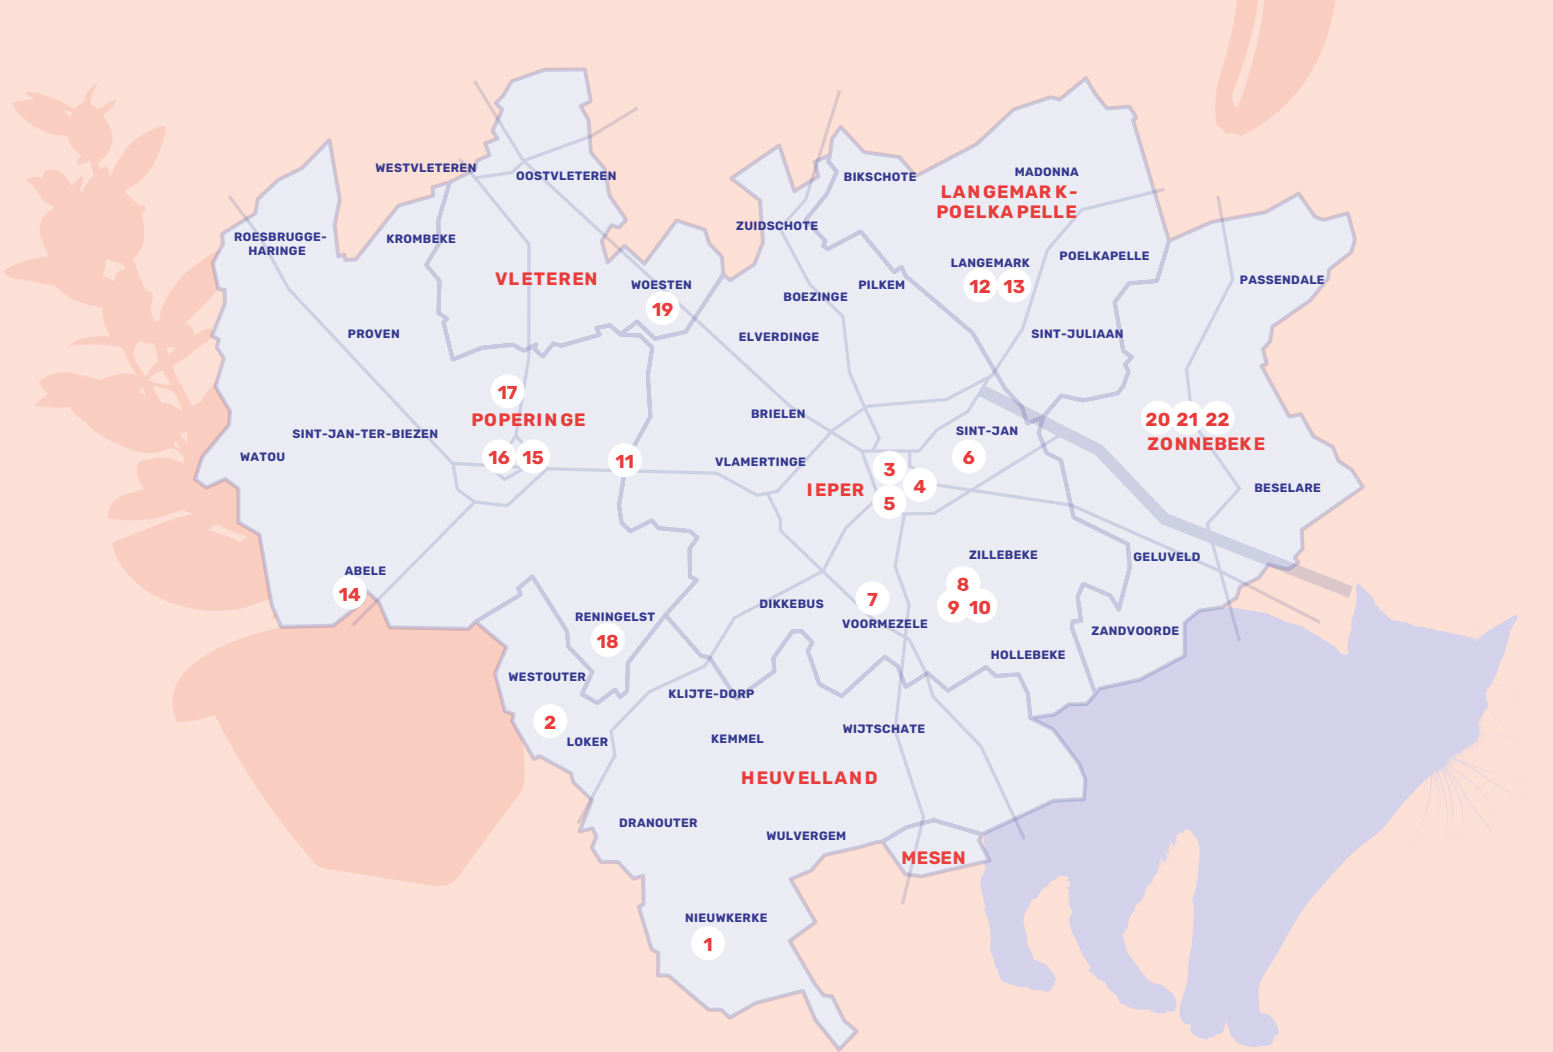 WESTVLETEREN
OOSTVLETEREN
BIKSCHOTE
MADONNA
LANGEMARK-
POELKAPELLE
ZUIDSCHOTE
ROESBRUGGE-
HARINGE
KROMBEKE
POELKAPELLE
LANGEMARK
12 13
VLETEREN
WOESTEN
19
PILKEM
BOEZINGE
PASSENDALE
PROVEN
ELVERDINGE
SINT-JULIAAN
17
POPERINGE
BRIELEN
20 21 22
ZONNEBEKE
SINT-JAN-TER-BIEZEN
WATOU
16 15
11
VLAMERTINGE
SINT-JAN
6
3
IEPER
4
5
BESELARE
ZILLEBEKE
GELUVELD
ABELE
14
8
9 10
7
DIKKEBUS
VOORMEZELE
RENINGELST
18
ZANDVOORDE
HOLLEBEKE
WESTOUTER
KLIJTE-DORP
2
LOKER
KEMMEL
WIJTSCHATE
HEUVELLAND
DRANOUTER
WULVERGEM
MESEN
NIEUWKERKE
1